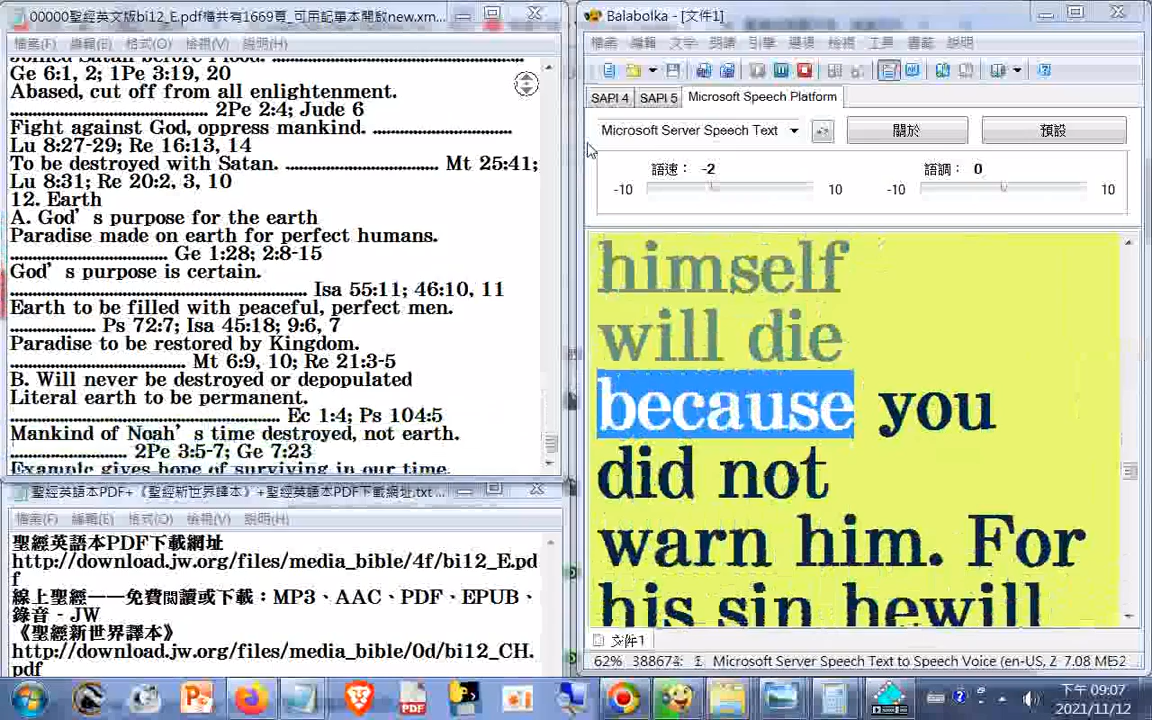 00000聖經英文版bi12_E.pdf檔共有1669頁_可用記事本開啟new.xm...
檔案(F) 編輯(E) 格式(O) 檢視(V) 說明(H)
Joined Satan before Flood.
Ge 6:1, 2; 1Pe 3:19, 20
Abased, cut off from all enlightenment.
..................................... 2Pe 2:4; Jude 6
Fight against God, oppress mankind. ..........................
Lu 8:27-29; Re 16:13, 14
To be destroyed with Satan. ............................ Mt 25:41;
Lu 8:31; Re 20:2, 3, 10
12. Earth
A. God's purpose for the earth
Paradise made on earth for perfect humans.
............................. Ge 1:28; 2:8-15
God's purpose is certain.
....................................................... Isa 55:11; 46:10, 11
Earth to be filled with peaceful, perfect men.
................ Ps 72:7; Isa 45:18; 9:6, 7
Paradise to be restored by Kingdom.
................................ Mt 6:9, 10; Re 21:3-5
B. Will never be destroyed or depopulated
Literal earth to be permanent.
.................................................. Ec 1:4; Ps 104:5
Mankind of Noah's time destroyed, not earth.
...................... 2Pe 3:5-7; Ge 7:23
Example gives hope of surviving in our time.
聖經英語本PDF+《聖經新世界譯本》+聖經英語本PDF下載網址.txt ...
檔案(F) 編輯(E) 格式(O) 檢視(V) 說明(H)
聖經英語本PDF下載網址
http://download.jw.org/files/media_bible/4f/bi12_E.pd
f
線上聖經——免費閱讀或下載：MP3、AAC、PDF、EPUB、
錄音 - JW
《聖經新世界譯本》
http://download.jw.org/files/media_bible/0d/bi12_CH.
pdf
Balabolka - [文件1]
檔案 編輯 文字 朗讀 引擎 選項 檢視 工具 書籤 說明
SAPI 4 SAPI 5 Microsoft Speech Platform
Microsoft Server Speech Text 關於 預設
語速： -2 語調： 0
-10 10 -10 10
himself
will die
because you
did not
warn him. For
his sin hewill
文件1
62% Microsoft Server Speech Text to Speech Voice (en-US, Z 7.08 MB
下午 09:07
2021/11/12